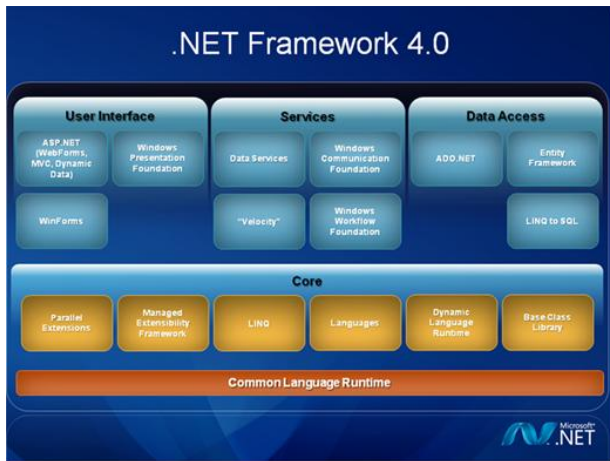 .NET Framework 4.0
User Interface
ASP.NET
(WebForms,
MVC, Dynamic
Data)
Windows
Presentation
Foundation
WinForms
Services
Data Services
Windows
Communication
Foundation
"Velocity"
Windows
Workflow
Foundation
Data Access
ADO.NET
Entity
Framework
LINQ to SQL
Core
Parallel
Extensions
Managed
Extensibility
Framework
LINQ
Languages
Dynamic
Language
Runtime
Base Class
Library
Common Language Runtime
Microsoft®
.NET